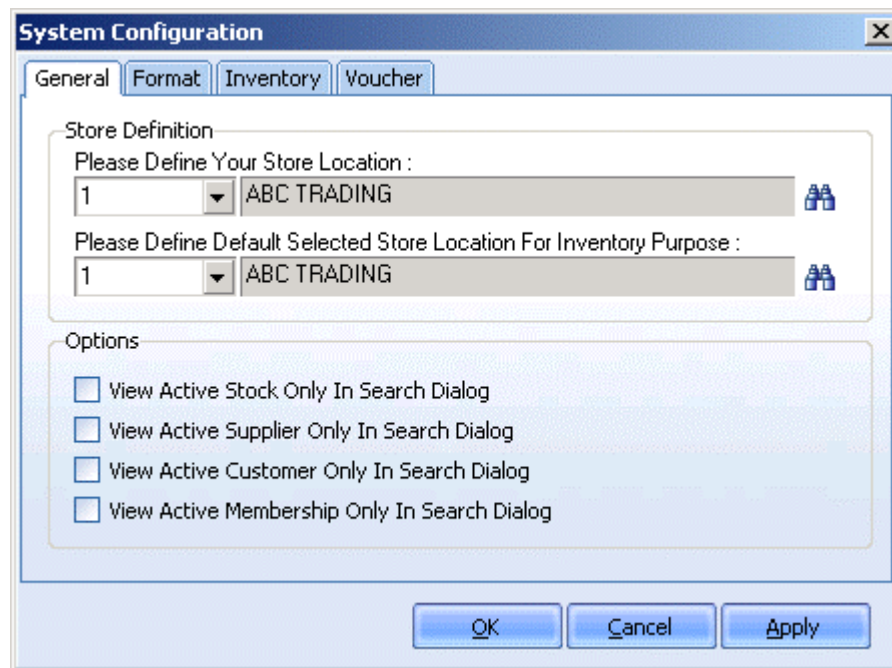 System Configuration
General Format Inventory Voucher
Store Definition
Please Define Your Store Location :
1 ABC TRADING
Please Define Default Selected Store Location For Inventory Purpose :
1 ABC TRADING
Options
View Active Stock Only In Search Dialog
View Active Supplier Only In Search Dialog
View Active Customer Only In Search Dialog
View Active Membership Only In Search Dialog
OK Cancel Apply